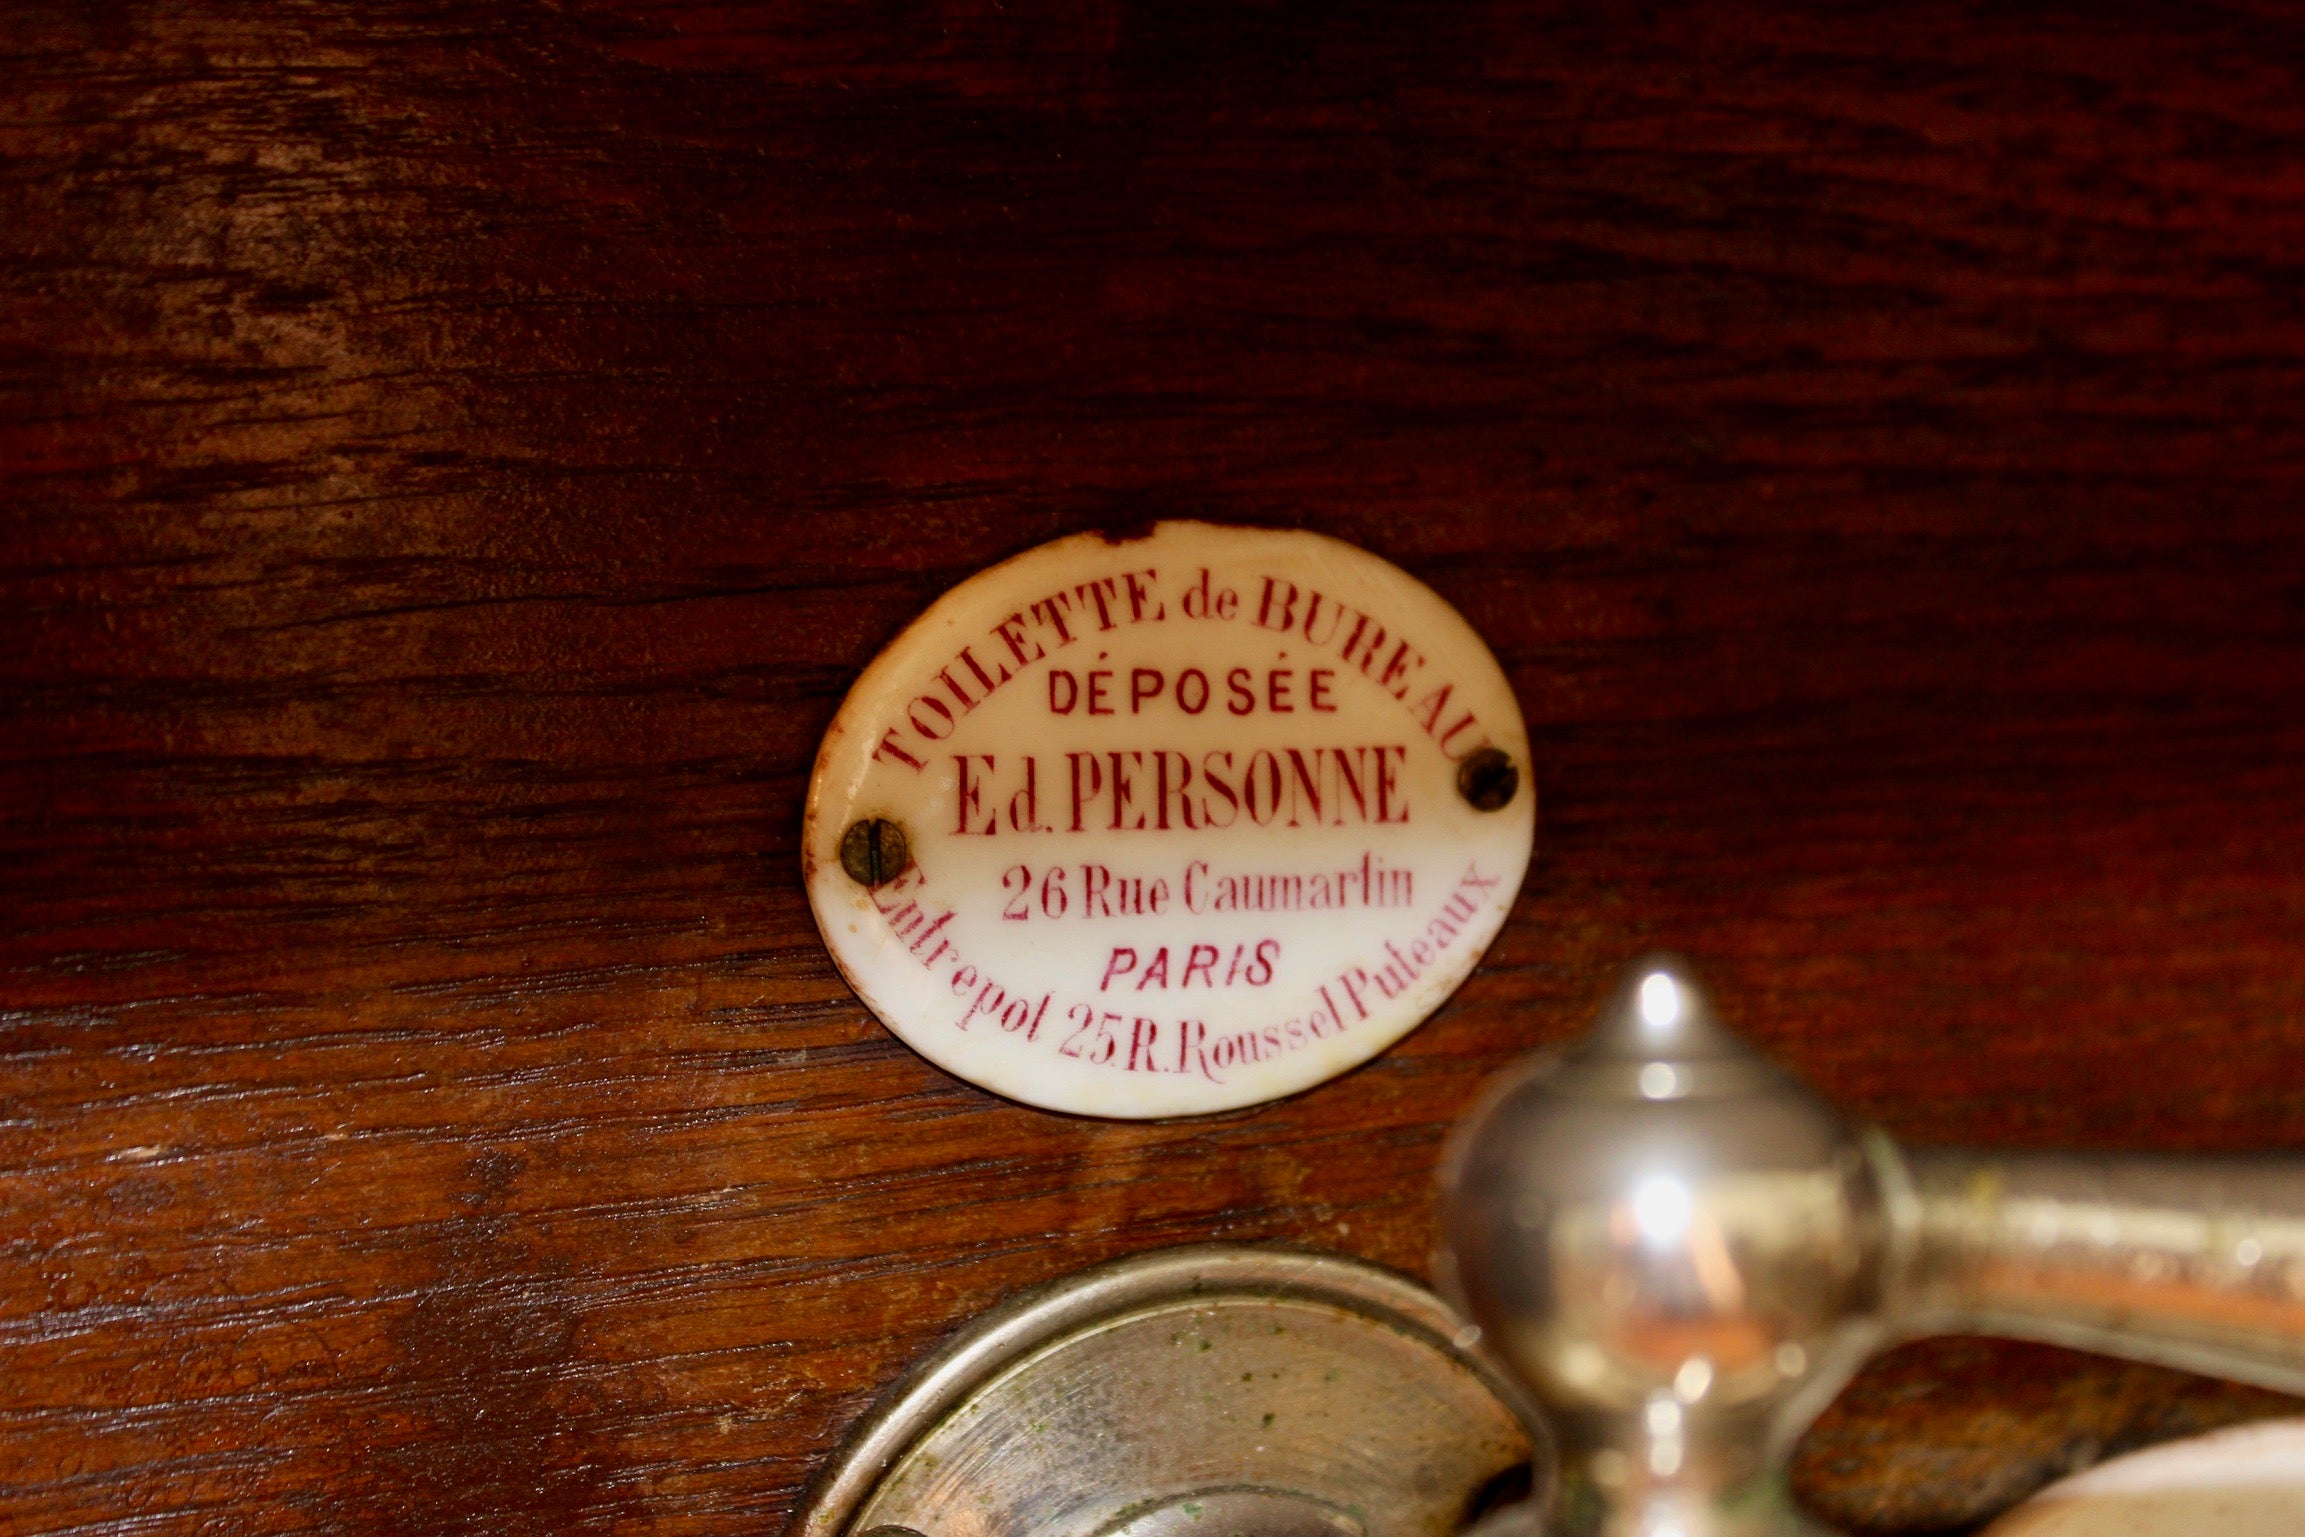 TOILETTE de BUREAU
DÉPOSÉE
Ed. PERSONNE
26 Rue Caumartin
PARIS
Entrepot 25.R.Roussel Puteaux